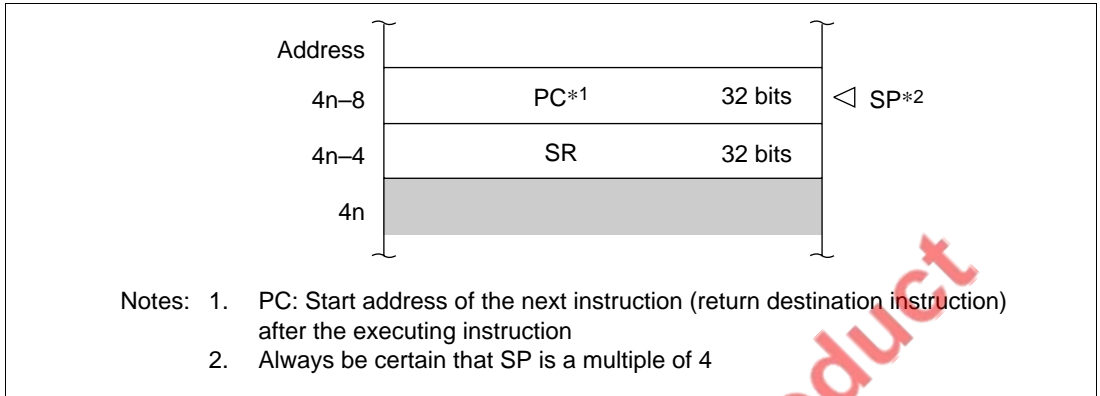 Address
4n–8 PC*1 32 bits SP*2
4n–4 SR 32 bits
4n
Notes: 1. PC: Start address of the next instruction (return destination instruction)
after the executing instruction
2. Always be certain that SP is a multiple of 4